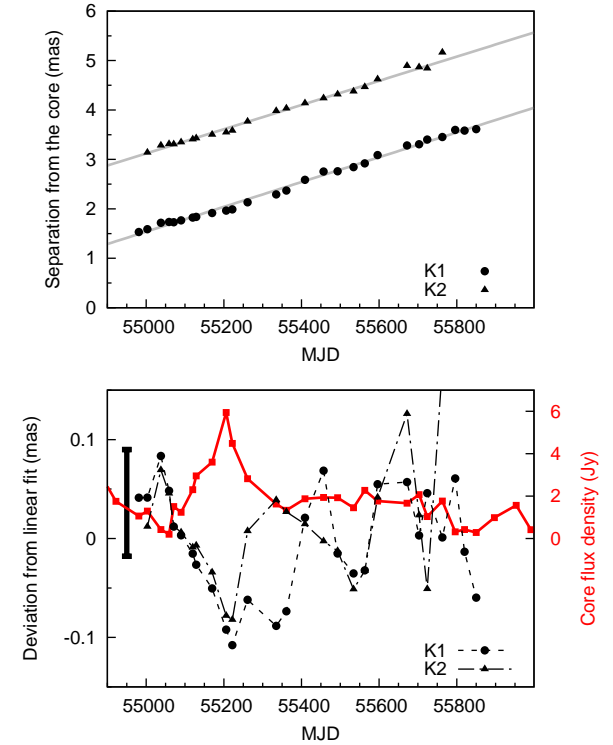 6
5
4
3
2
1
0
Separation from the core (mas)
K1
K2
55000 55200 55400 55600 55800
MJD
0.1
0
-0.1
Deviation from linear fit (mas)
6
4
2
0
Core flux density (Jy)
K1
K2
55000 55200 55400 55600 55800
MJD